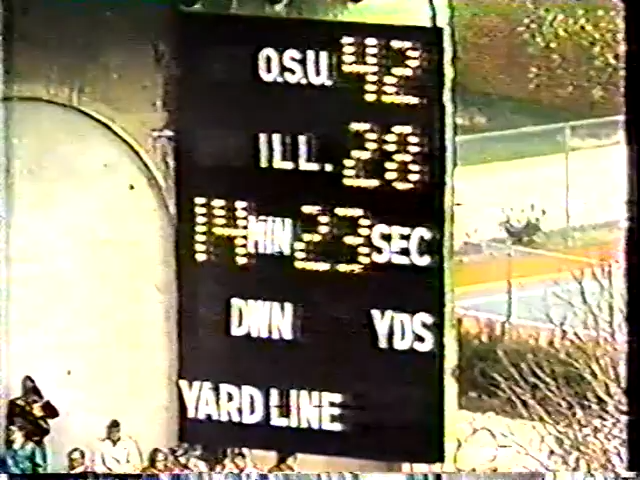 O.S.U. 42
ILL. 28
14 MIN 23 SEC
DWN YDS
YARD LINE